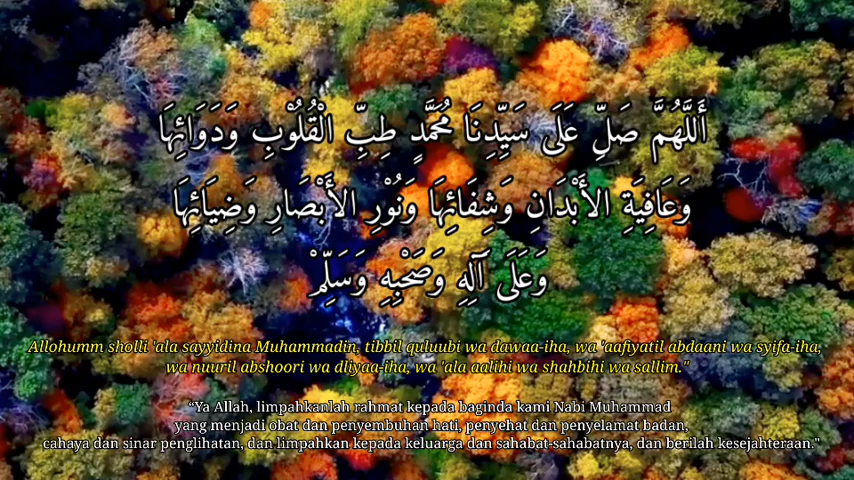 أَللَّهُمَّ صَلِّ عَلَى سَيِّدِنَا مُحَمَّدٍ طِبِّ الْقُلُوْبِ وَدَوَائِهَا
وَعَافِيَةِ الأَبْدَانِ وَشِفَائِهَا وَنُوْرِ الأَبْصَارِ وَضِيَائِهَا
وَعَلَى آلِهِ وَصَحْبِهِ وَسَلِّمْ
Allohumm sholli 'ala sayyidina Muhammadin, tibbil quluubi wa dawaa-iha, wa 'aafiyatil abdaani wa syifa-iha,
wa nuuril abshoori wa dliyaa-iha, wa 'ala aalihi wa shahbihi wa sallim."
“Ya Allah, limpahkanlah rahmat kepada baginda kami Nabi Muhammad
yang menjadi obat dan penyembuhan hati, penyehat dan penyelamat badan,
cahaya dan sinar penglihatan, dan limpahkan kepada keluarga dan sahabat-sahabatnya, dan berilah kesejahteraan."